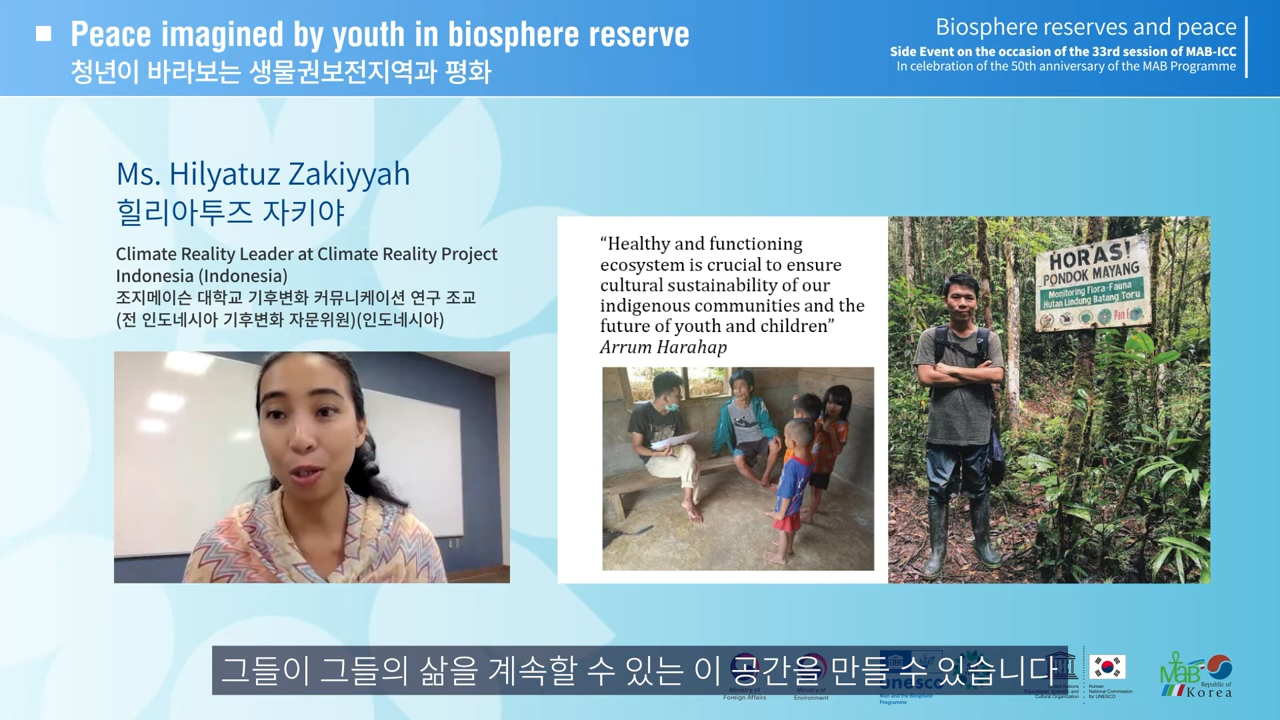 Peace imagined by youth in biosphere reserve
청년이 바라보는 생물권보전지역과 평화
Biosphere reserves and peace
Side Event on the occasion of the 33rd session of MAB-ICC
In celebration of the 50th anniversary of the MAB Programme
Ms. Hilyatuz Zakiyyah
힐리아투즈 자키야
Climate Reality Leader at Climate Reality Project
Indonesia (Indonesia)
조지메이슨 대학교 기후변화 커뮤니케이션 연구 조교
(전 인도네시아 기후변화 자문위원)(인도네시아)
“Healthy and functioning
ecosystem is crucial to ensure
cultural sustainability of our
indigenous communities and the
future of youth and children”
Arrum Harahap
HORAS!
PONDOK MAYANG
Monitoring Flora-Fauna
Hutan Lindung Batang Toru
그들이 그들의 삶을 계속할 수 있는 이 공간을 만들 수 있습니다
Ministry of
Foreign Affairs
Ministry of
Environment
unesco
Man and the Biosphere
Programme
United Nations
Educational, Scientific and
Cultural Organization
Korean
National Commission
for UNESCO
MAB
Republic of
Korea